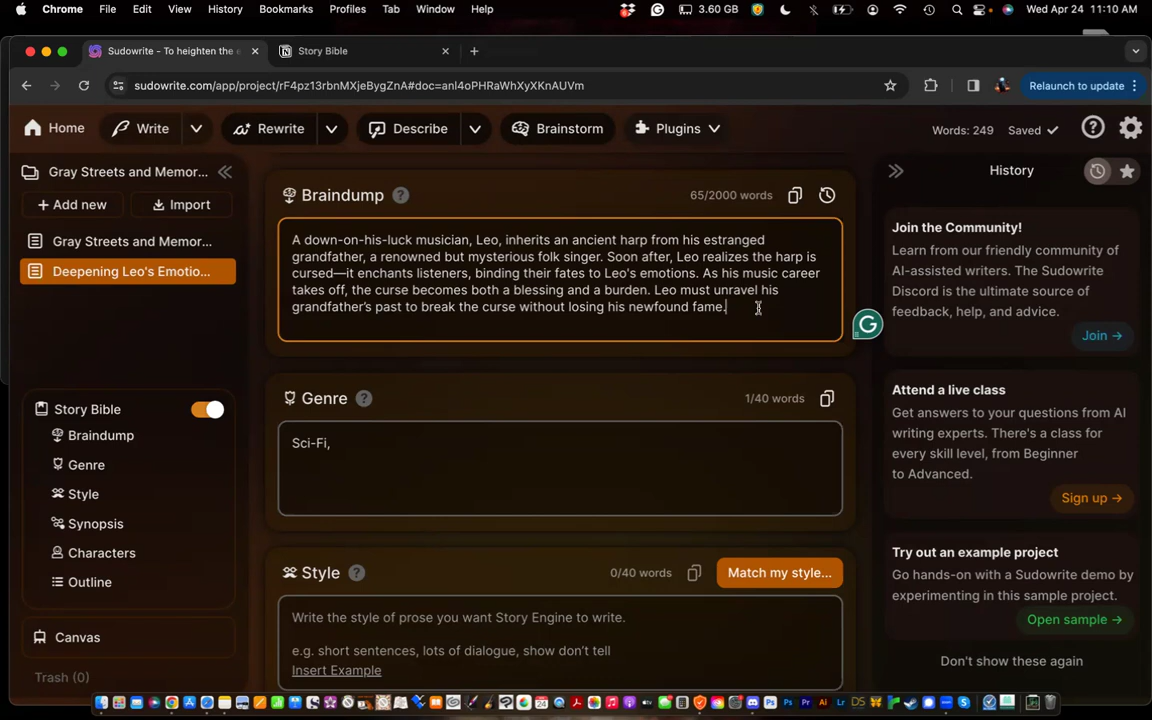 Chrome File Edit View History Bookmarks Profiles Tab Window Help 3.60 GB Wed Apr 24 11:10 AM
Sudowrite - To heighten the e Story Bible
sudowrite.com/app/project/rF4pz13rbnMXjeBygZnA#doc=anl4oPHRaWhXyXKnAUVm Relaunch to update
Home Write Rewrite Describe Brainstorm Plugins Words: 249 Saved
Gray Streets and Memor...
+ Add new Import
Gray Streets and Memor...
Deepening Leo's Emotio...
Story Bible
Braindump
Genre
Style
Synopsis
Characters
Outline
Canvas
Trash (0)
Braindump ? 65/2000 words
A down-on-his-luck musician, Leo, inherits an ancient harp from his estranged
grandfather, a renowned but mysterious folk singer. Soon after, Leo realizes the harp is
cursed—it enchants listeners, binding their fates to Leo's emotions. As his music career
takes off, the curse becomes both a blessing and a burden. Leo must unravel his
grandfather's past to break the curse without losing his newfound fame.
Genre ? 1/40 words
Sci-Fi,
Style ? 0/40 words Match my style...
Write the style of prose you want Story Engine to write.
e.g. short sentences, lots of dialogue, show don't tell
Insert Example
History
Join the Community!
Learn from our friendly community of
AI-assisted writers. The Sudowrite
Discord is the ultimate source of
feedback, help, and advice.
Join →
Attend a live class
Get answers to your questions from AI
writing experts. There's a class for
every skill level, from Beginner
to Advanced.
Sign up →
Try out an example project
Go hands-on with a Sudowrite demo by
experimenting in this sample project.
Open sample →
Don't show these again